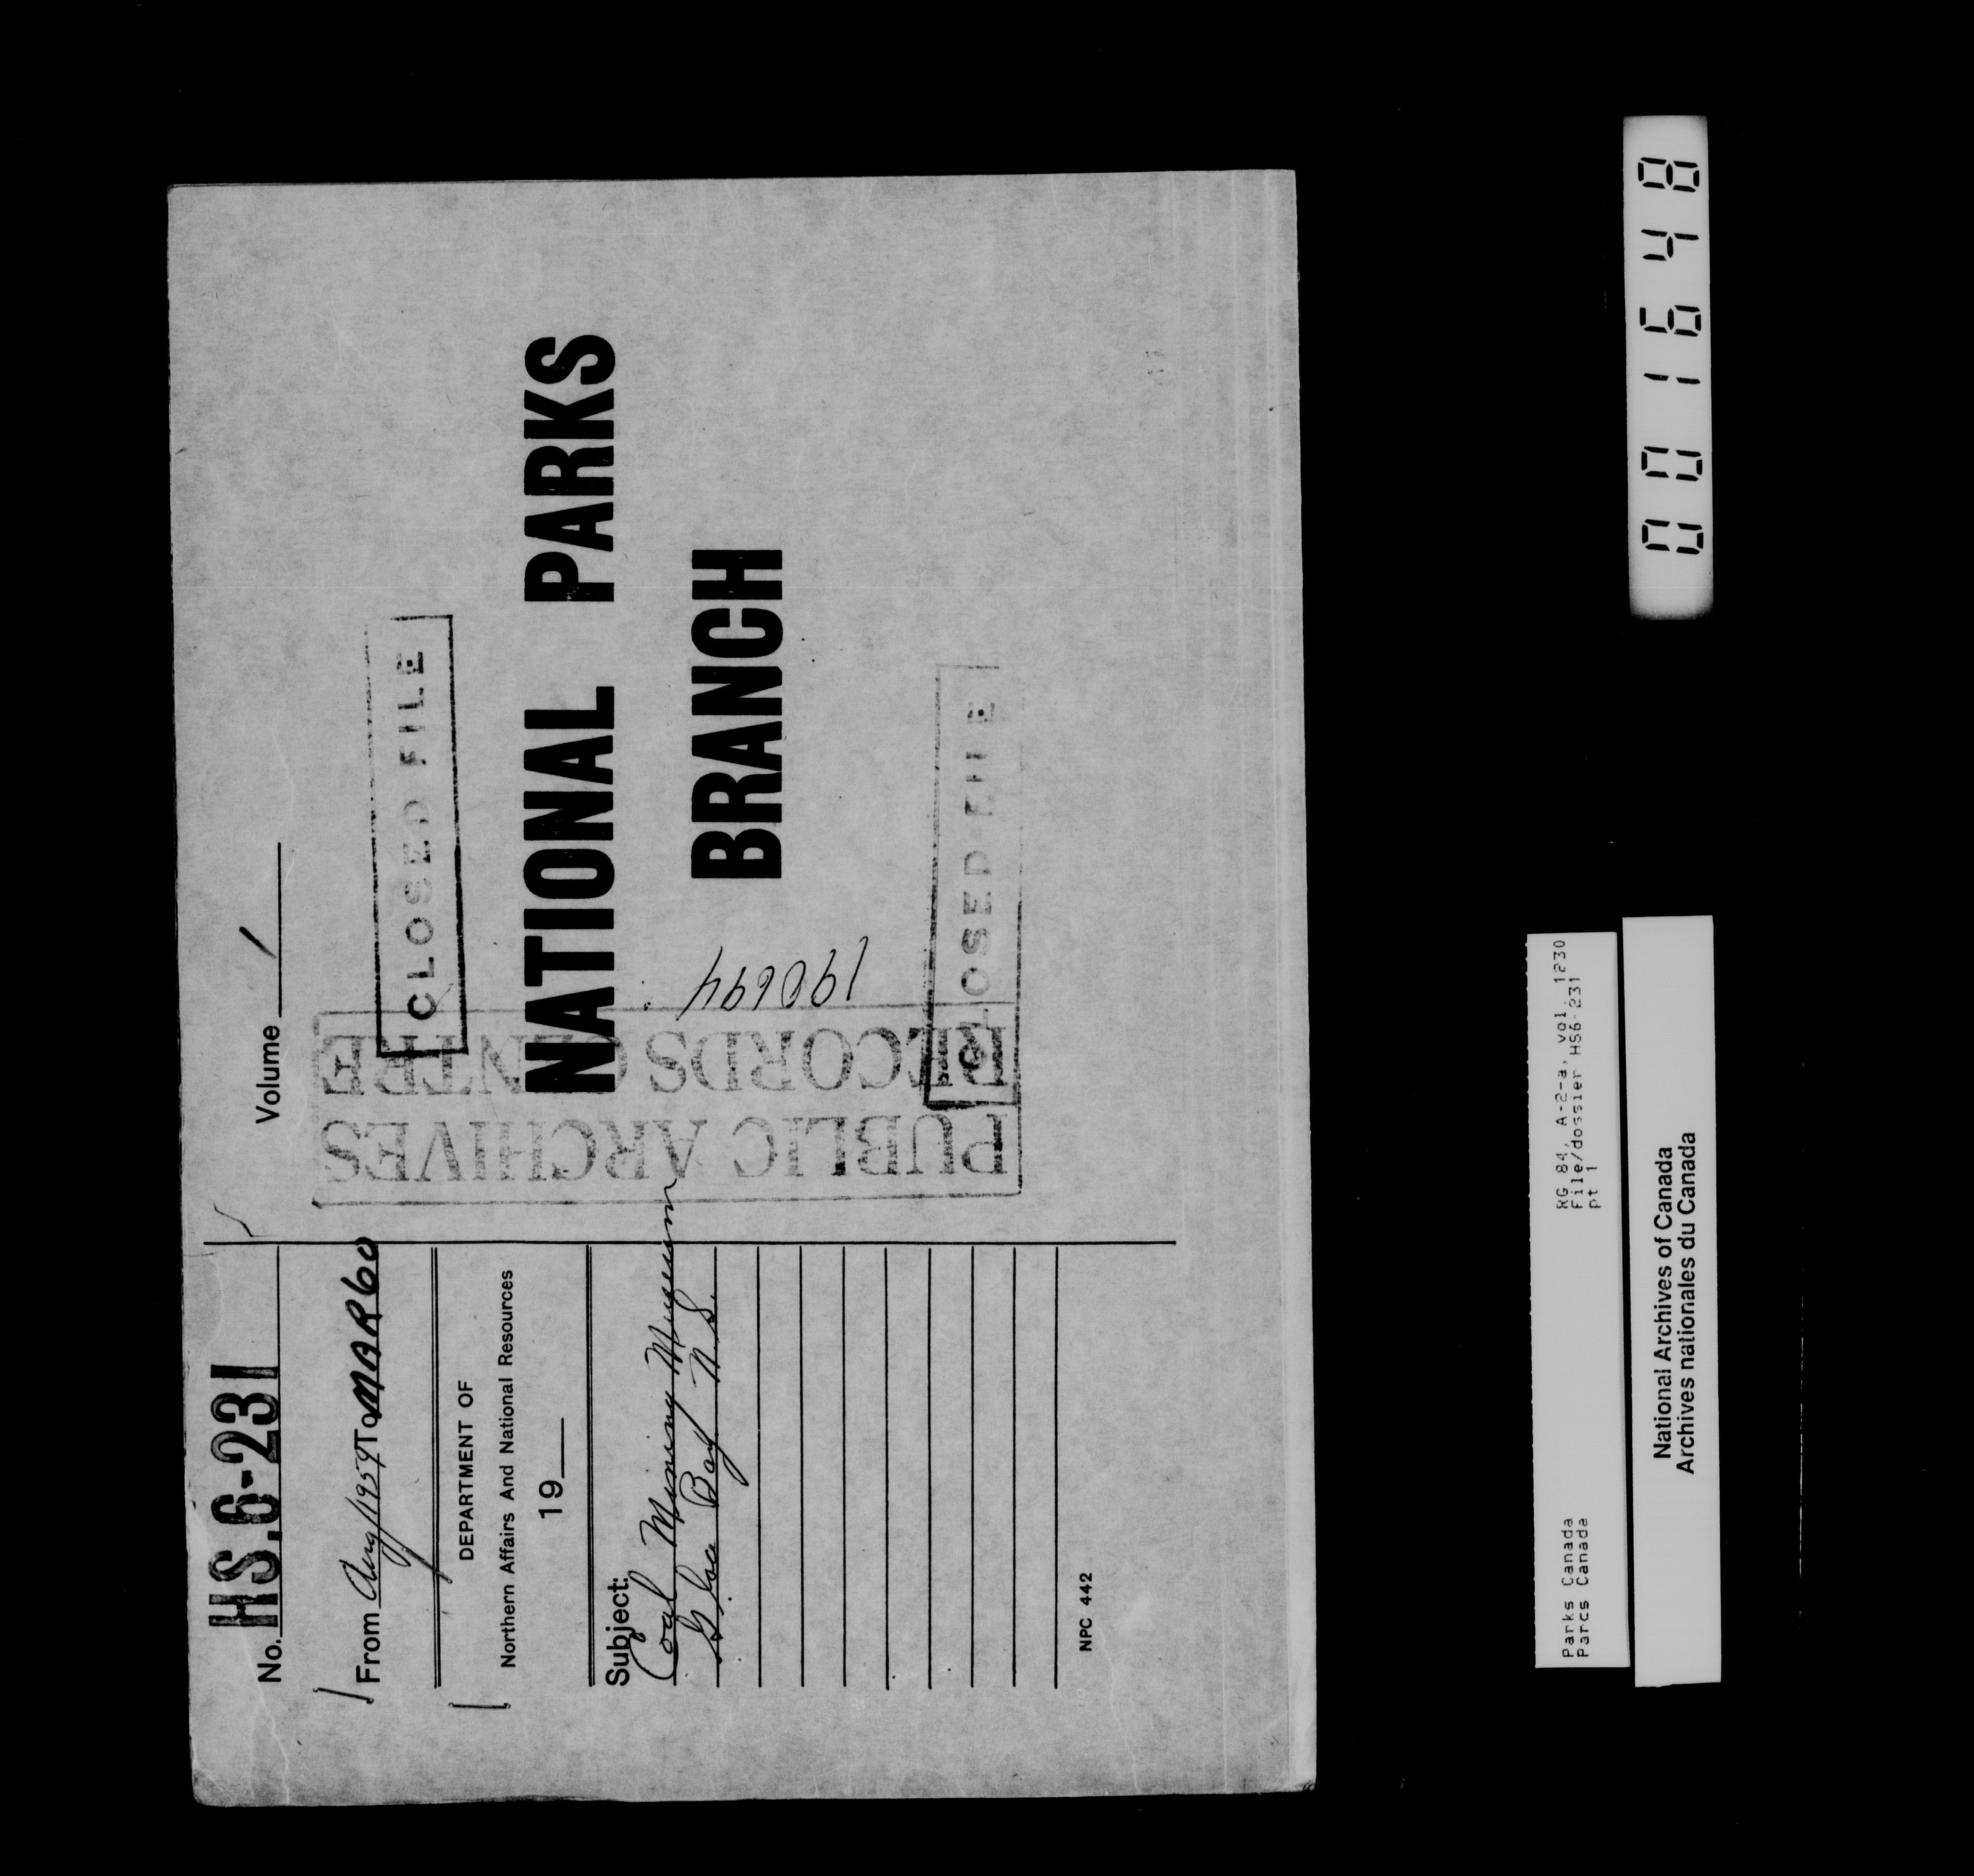 No. HS.6-231
Volume 1
From Aug/1959 To MAR 60
CLOSED FILE
DEPARTMENT OF
Northern Affairs And National Resources
19
NATIONAL PARKS
BRANCH
Subject:
Coal Mining Museum
Glace Bay N.S.
PUBLIC ARCHIVES
RECORDS CENTRE
190694
CLOSED FILE
NPC 442
Parks Canada
Parcs Canada
RG 84, A-2-a, vol. 1230
File/dossier HS6-231
pt 1
National Archives of Canada
Archives nationales du Canada
001648